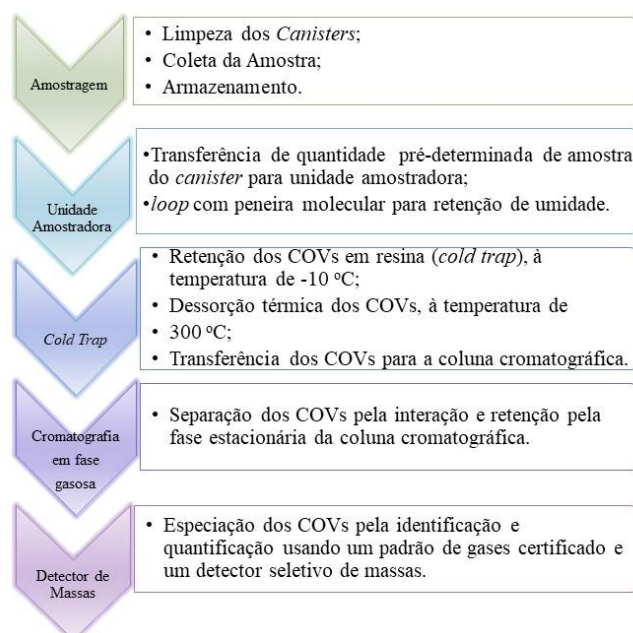 • Limpeza dos Canisters;
• Coleta da Amostra;
• Armazenamento.
Amostragem
•Transferência de quantidade pré-determinada de amostra
do canister para unidade amostradora;
•loop com peneira molecular para retenção de umidade.
Unidade
Amostradora
• Retenção dos COVs em resina (cold trap), à
temperatura de -10 ºC;
• Dessorção térmica dos COVs, à temperatura de
• 300 ºC;
• Transferência dos COVs para a coluna cromatográfica.
Cold Trap
• Separação dos COVs pela interação e retenção pela
fase estacionária da coluna cromatográfica.
Cromatografia
em fase
gasosa
• Especiação dos COVs pela identificação e
quantificação usando um padrão de gases certificado e
um detector seletivo de massas.
Detector de
Massas